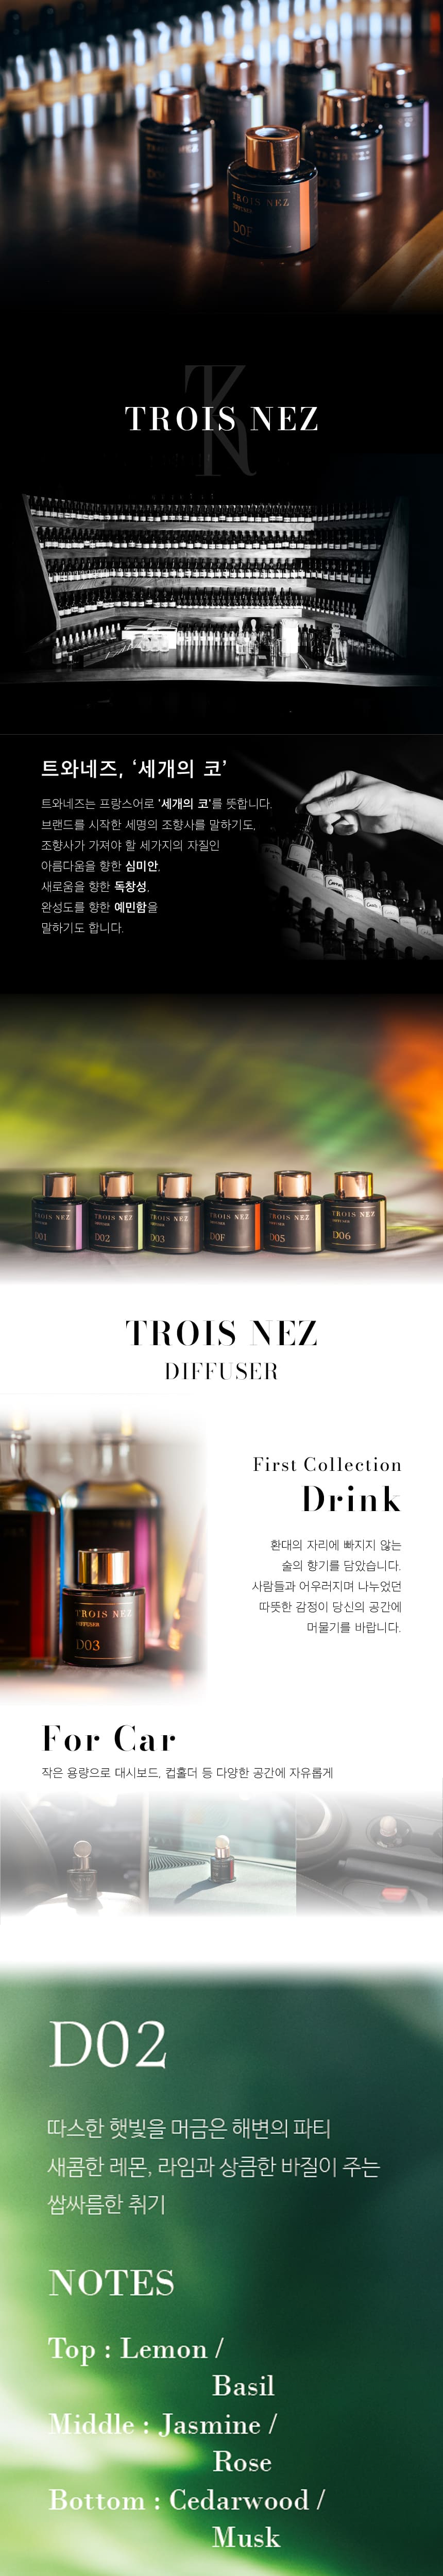 TROIS NEZ
D0F
TROIS NEZ
트와네즈, ‘세개의 코’
트와네즈는 프랑스어로 '세개의 코'를 뜻합니다.
브랜드를 시작한 세명의 조향사를 말하기도,
조향사가 가져야 할 세가지의 자질인
아름다움을 향한 심미안,
새로움을 향한 독창성,
완성도를 향한 예민함을
말하기도 합니다.
TROIS NEZ TROIS NEZ TROIS NEZ TROIS NEZ TROIS NEZ TROIS NEZ
D01 D02 D03 D0F D05 D06
TROIS NEZ
DIFFUSER
First Collection
Drink
환대의 자리에 빠지지 않는
술의 향기를 담았습니다.
사람들과 어우러지며 나누었던
따뜻한 감정이 당신의 공간에
머물기를 바랍니다.
TROIS NEZ
DIFFUSER
D03
For Car
작은 용량으로 대시보드, 컵홀더 등 다양한 공간에 자유롭게
D02
따스한 햇빛을 머금은 해변의 파티
새콤한 레몬, 라임과 상큼한 바질이 주는
쌉싸름한 취기
NOTES
Top : Lemon /
Basil
Middle : Jasmine /
Rose
Bottom : Cedarwood /
Musk